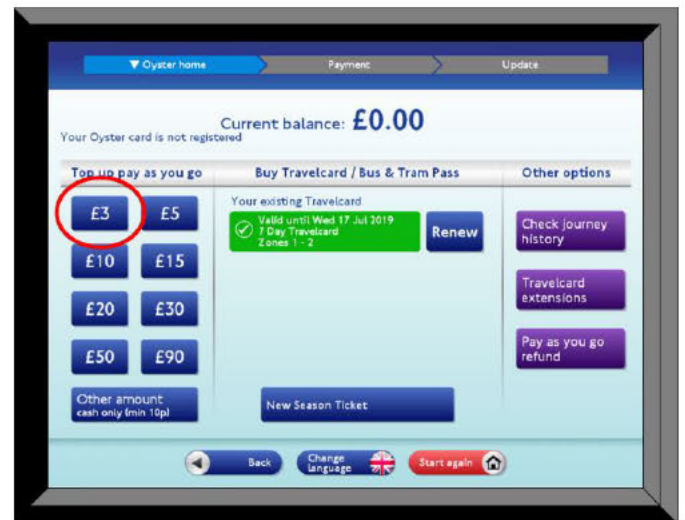 Oyster home
Payment
Update
Current balance: £0.00
Your Oyster card is not registered
Top up pay as you go
Buy Travelcard / Bus & Tram Pass
Other options
£3
£5
£10
£15
£20
£30
£50
£90
Other amount
cash only (min 10p)
Your existing Travelcard
Valid until Wed 17 Jul 2019
7 Day Travelcard
Zones 1 - 2
Renew
New Season Ticket
Check journey
history
Travelcard
extensions
Pay as you go
refund
Back
Change
language
Start again